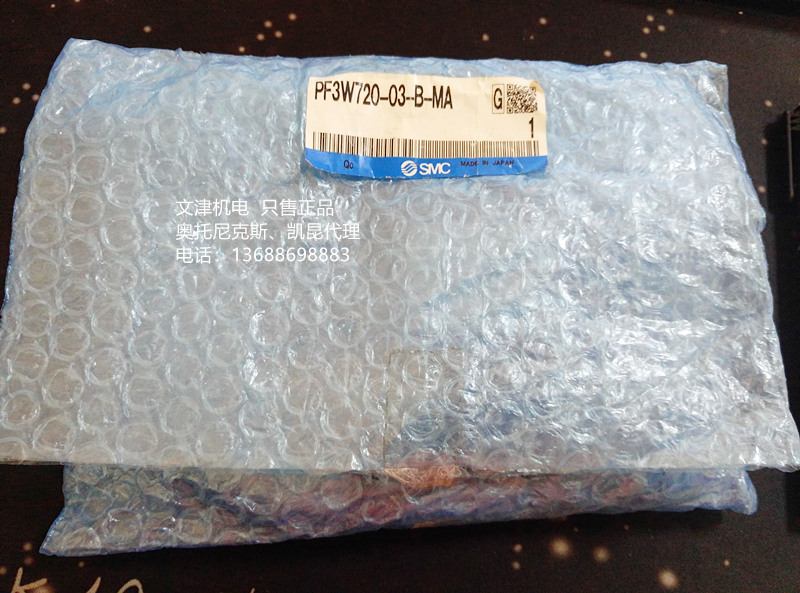 PF3W720-03-B-MA
G
1
Qo
SMC
MADE IN JAPAN
文津机电 只售正品
奥托尼克斯、凯昆代理
电话：13688698883